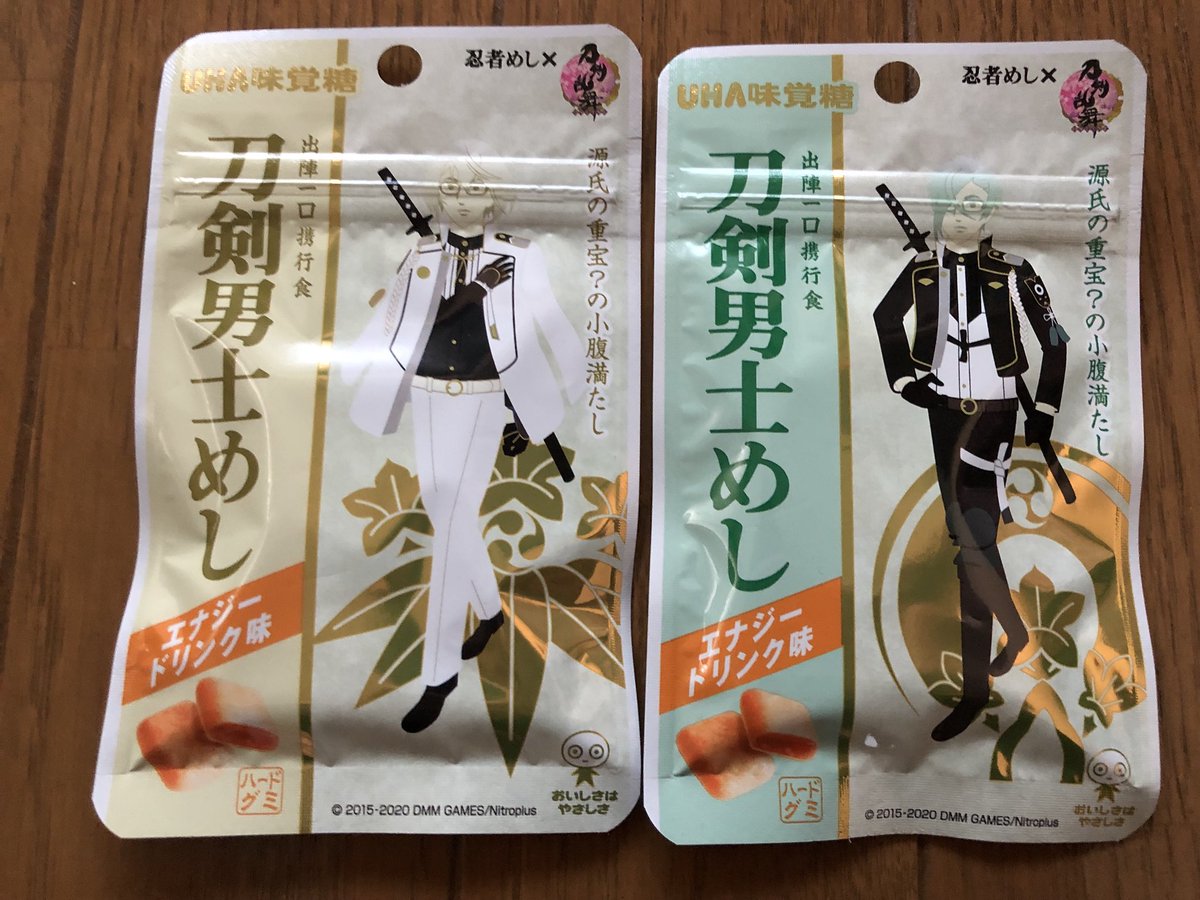 UHA味覚糖
忍者めし×
刀剣乱舞
出陣一口携行食
刀剣男士めし
源氏の重宝?の小腹満たし
エナジー
ドリンク味
ハード
グミ
おいしさは
やさしさ
© 2015-2020 DMM GAMES/Nitroplus
UHA味覚糖
忍者めし×
刀剣乱舞
出陣一口携行食
刀剣男士めし
源氏の重宝?の小腹満たし
エナジー
ドリンク味
ハード
グミ
おいしさは
やさしさ
© 2015-2020 DMM GAMES/Nitroplus